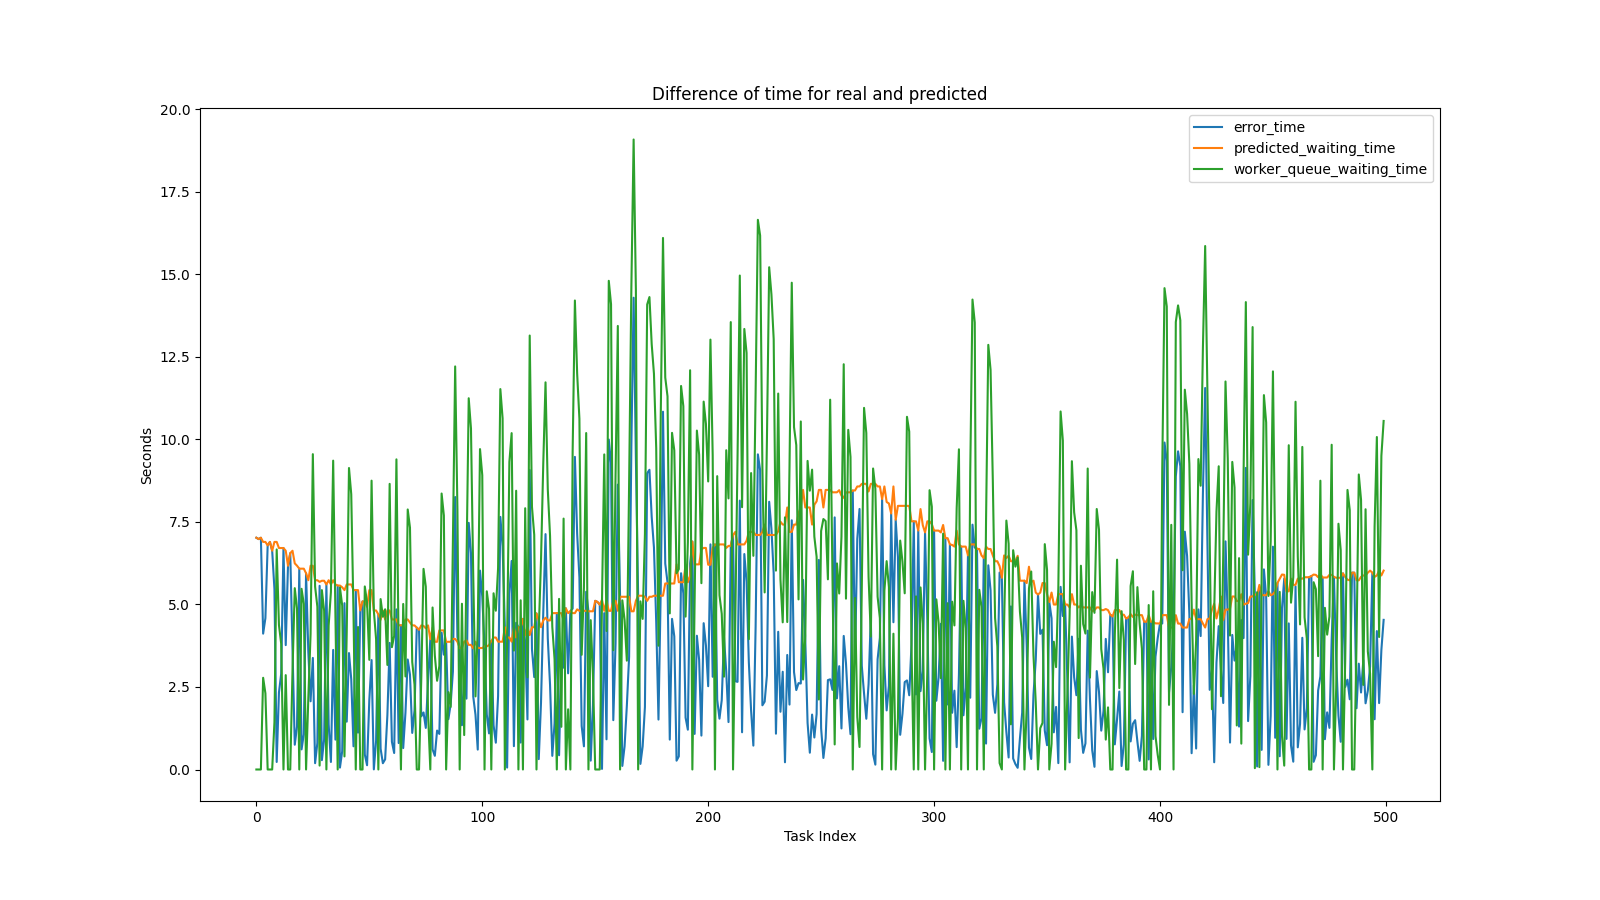 Difference of time for real and predicted
20.0
17.5
15.0
12.5
10.0
7.5
5.0
2.5
0.0
Seconds
error_time
predicted_waiting_time
worker_queue_waiting_time
0
100
200
300
400
500
Task Index